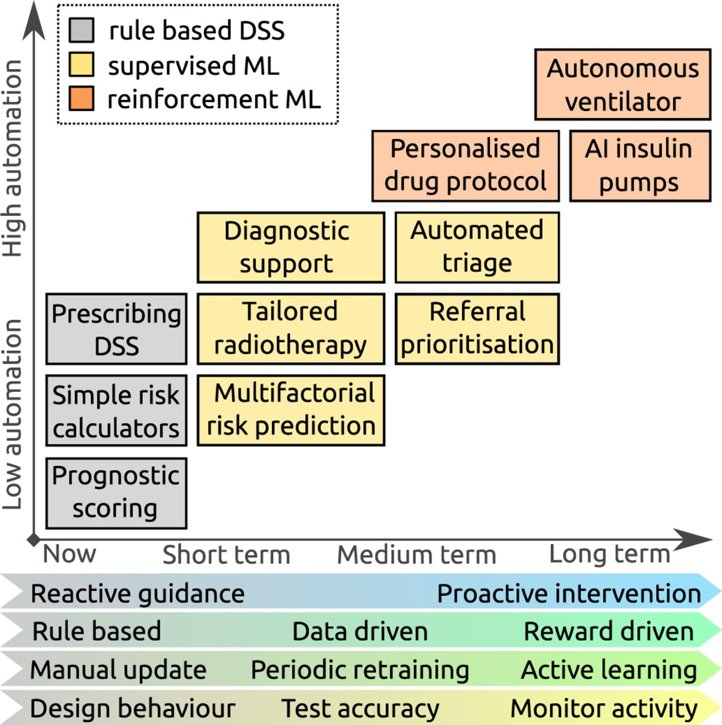 rule based DSS
supervised ML
reinforcement ML
High automation
Low automation
Autonomous
ventilator
Personalised
drug protocol
AI insulin
pumps
Diagnostic
support
Automated
triage
Prescribing
DSS
Tailored
radiotherapy
Referral
prioritisation
Simple risk
calculators
Multifactorial
risk prediction
Prognostic
scoring
Now Short term Medium term Long term
Reactive guidance Proactive intervention
Rule based Data driven Reward driven
Manual update Periodic retraining Active learning
Design behaviour Test accuracy Monitor activity